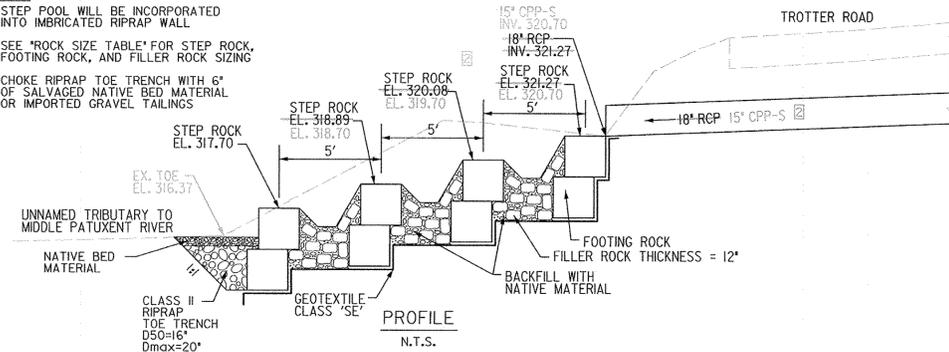 STEP POOL WILL BE INCORPORATED
INTO IMBRICATED RIPRAP WALL
SEE "ROCK SIZE TABLE" FOR STEP ROCK,
FOOTING ROCK, AND FILLER ROCK SIZING
CHOKE RIPRAP TOE TRENCH WITH 6"
OF SALVAGED NATIVE BED MATERIAL
OR IMPORTED GRAVEL TAILINGS
15" CPP-S
INV. 320.70
18" RCP
INV. 321.27
TROTTER ROAD
2
STEP ROCK
EL. 321.27
EL. 320.70
STEP ROCK
EL. 320.08
EL. 319.70
STEP ROCK
EL. 318.89
EL. 318.70
STEP ROCK
EL. 317.70
5'
5'
5'
18" RCP 15" CPP-S 2
EX. TOE
EL. 316.37
UNNAMED TRIBUTARY TO
MIDDLE PATUXENT RIVER
NATIVE BED
MATERIAL
1:1
CLASS II
RIPRAP
TOE TRENCH
D50=16"
Dmax=20"
GEOTEXTILE
CLASS 'SE'
FOOTING ROCK
FILLER ROCK THICKNESS = 12"
BACKFILL WITH
NATIVE MATERIAL
PROFILE
N.T.S.